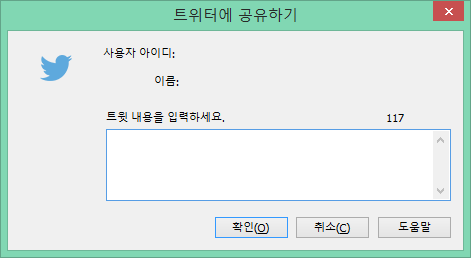 트위터에 공유하기
사용자 아이디:
이름:
트윗 내용을 입력하세요. 117
확인(O) 취소(C) 도움말